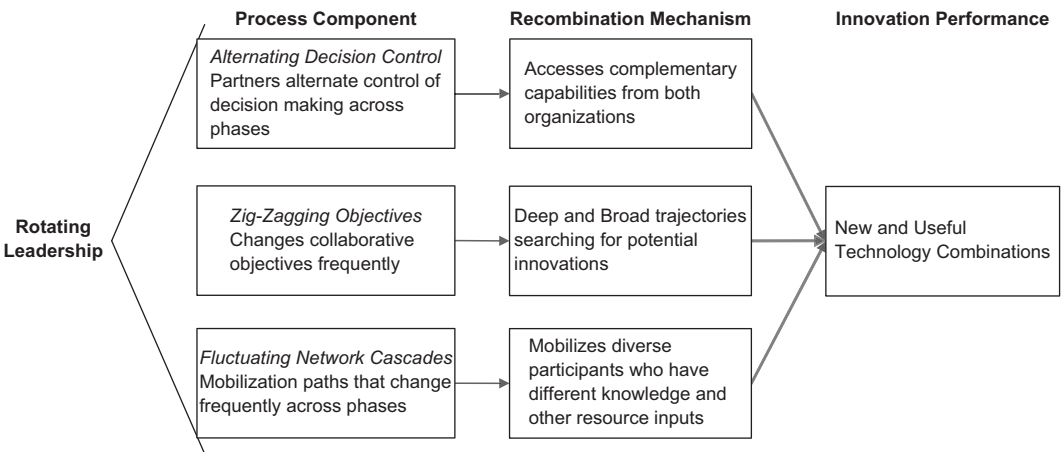 Process Component
Recombination Mechanism
Innovation Performance
Rotating
Leadership
Alternating Decision Control
Partners alternate control of
decision making across
phases
Accesses complementary
capabilities from both
organizations
Zig-Zagging Objectives
Changes collaborative
objectives frequently
Deep and Broad trajectories
searching for potential
innovations
New and Useful
Technology Combinations
Fluctuating Network Cascades
Mobilization paths that change
frequently across phases
Mobilizes diverse
participants who have
different knowledge and
other resource inputs